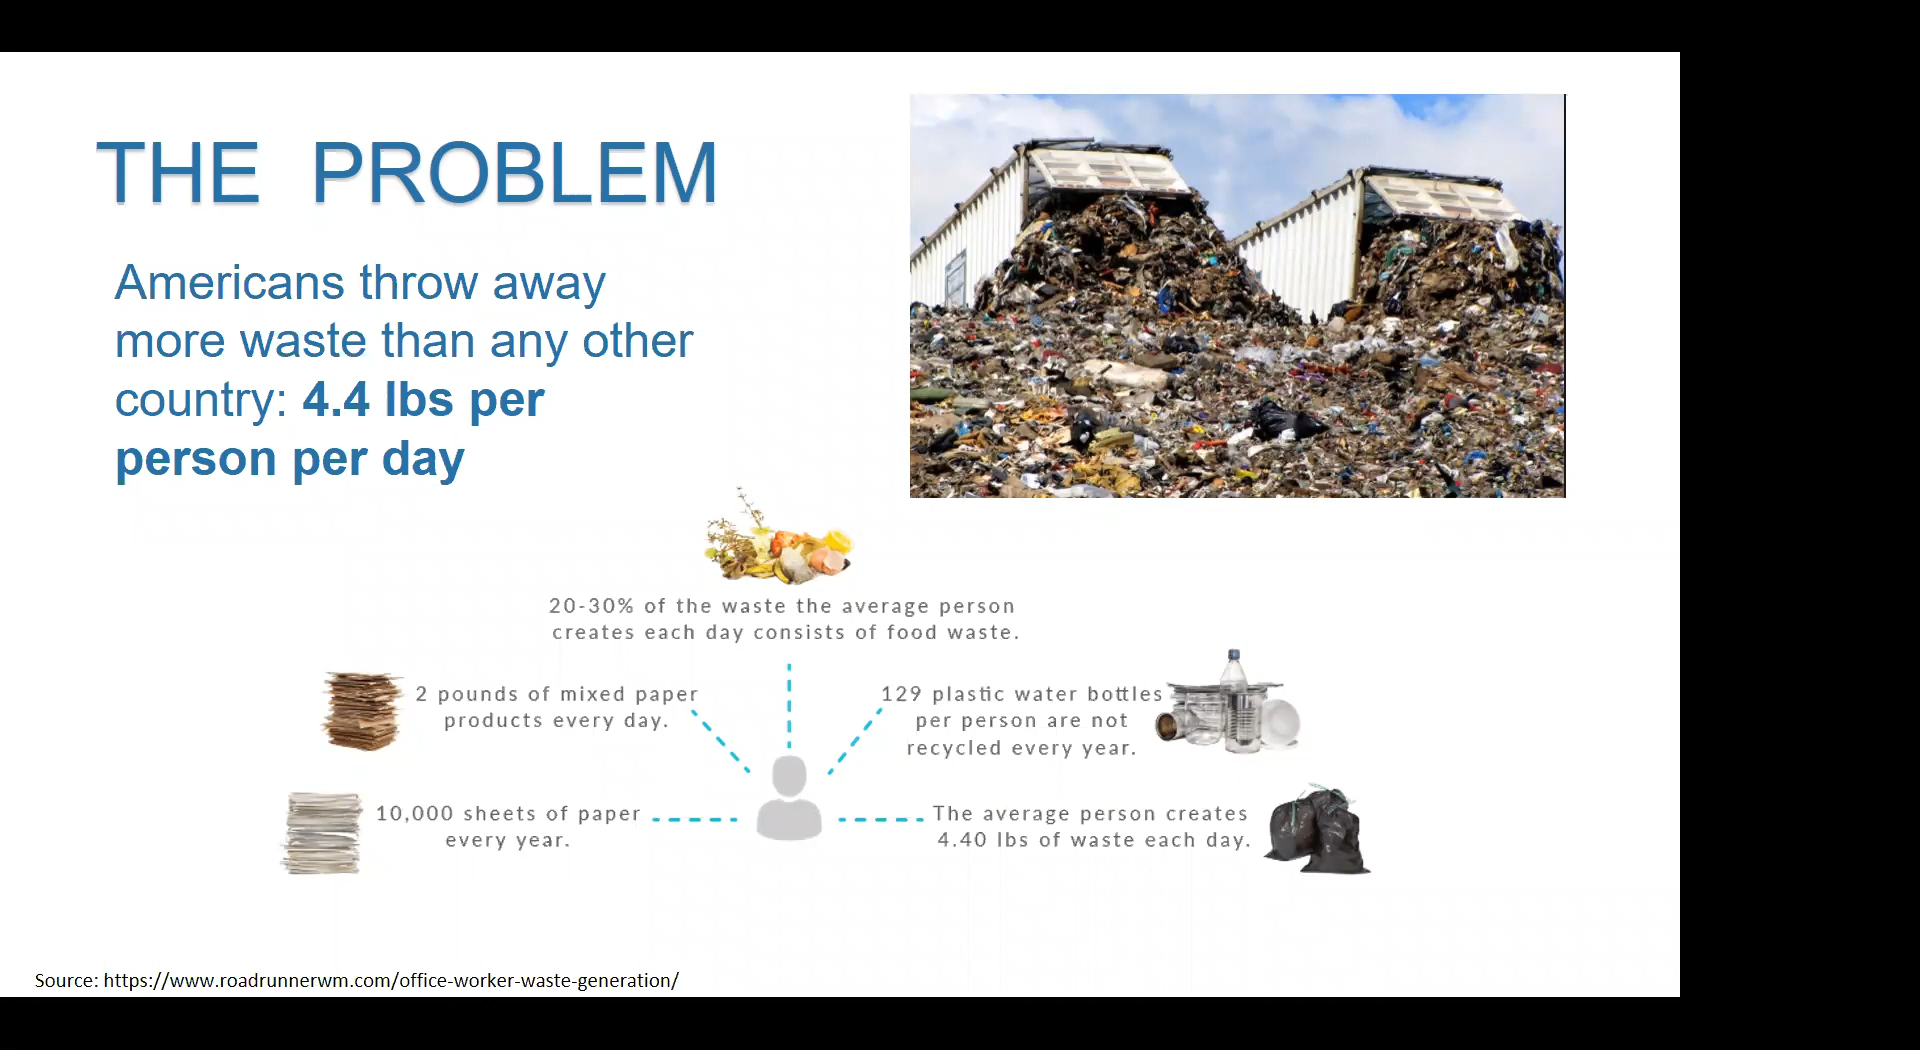 THE PROBLEM
Americans throw away
more waste than any other
country: 4.4 lbs per
person per day
20-30% of the waste the average person
creates each day consists of food waste.
2 pounds of mixed paper
products every day.
129 plastic water bottles
per person are not
recycled every year.
10,000 sheets of paper
every year.
The average person creates
4.40 lbs of waste each day.
Source: https://www.roadrunnerwm.com/office-worker-waste-generation/